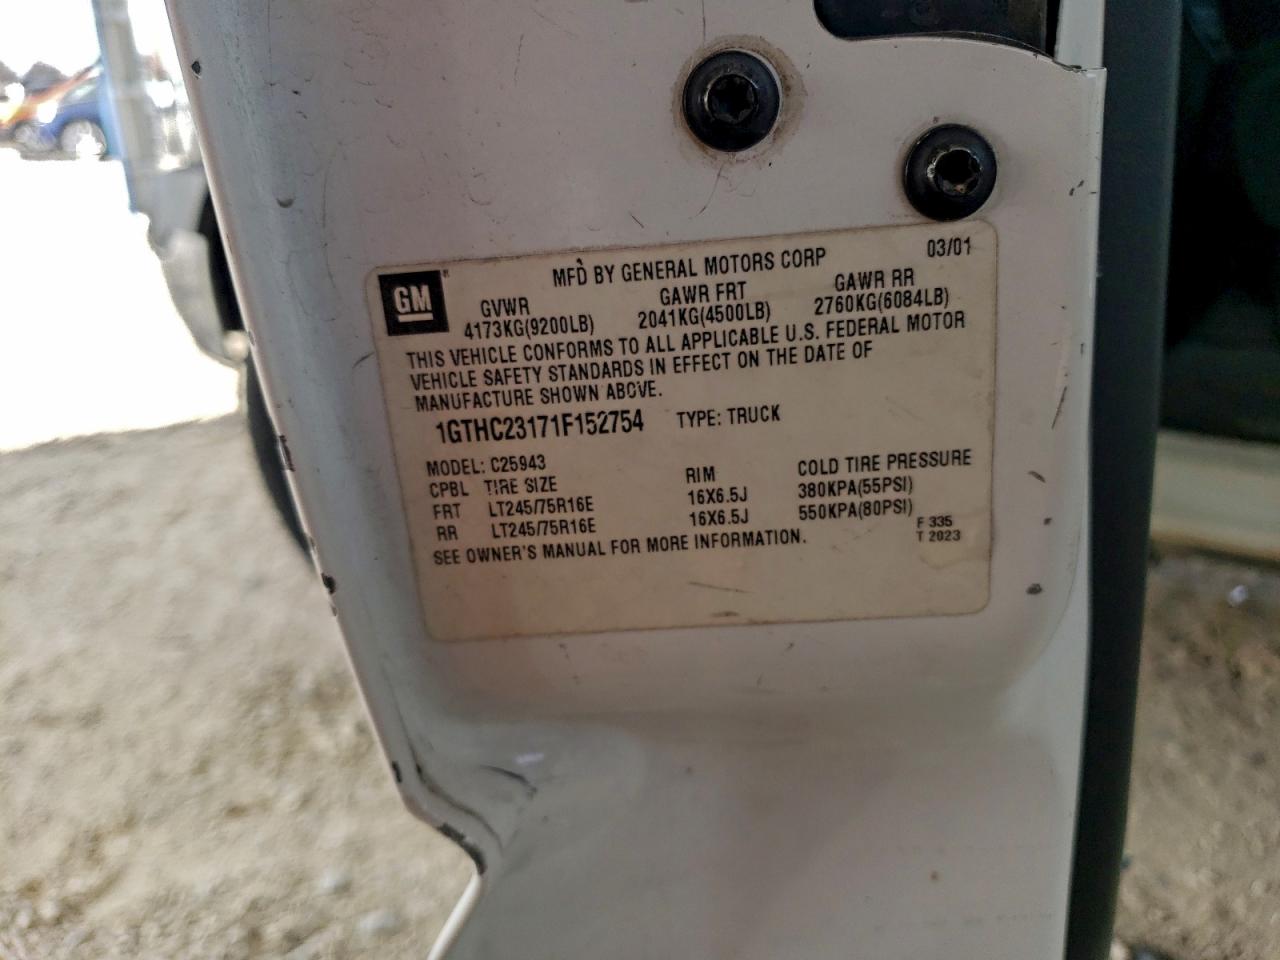 GM
MFD BY GENERAL MOTORS CORP 03/01
GVWR GAWR FRT GAWR RR
4173KG(9200LB) 2041KG(4500LB) 2760KG(6084LB)
THIS VEHICLE CONFORMS TO ALL APPLICABLE U.S. FEDERAL MOTOR
VEHICLE SAFETY STANDARDS IN EFFECT ON THE DATE OF
MANUFACTURE SHOWN ABOVE.
1GTHC23171F152754 TYPE: TRUCK
MODEL: C25943
CPBL TIRE SIZE RIM COLD TIRE PRESSURE
FRT LT245/75R16E 16X6.5J 380KPA(55PSI)
RR LT245/75R16E 16X6.5J 550KPA(80PSI)
SEE OWNER'S MANUAL FOR MORE INFORMATION.
F 335
T 2023